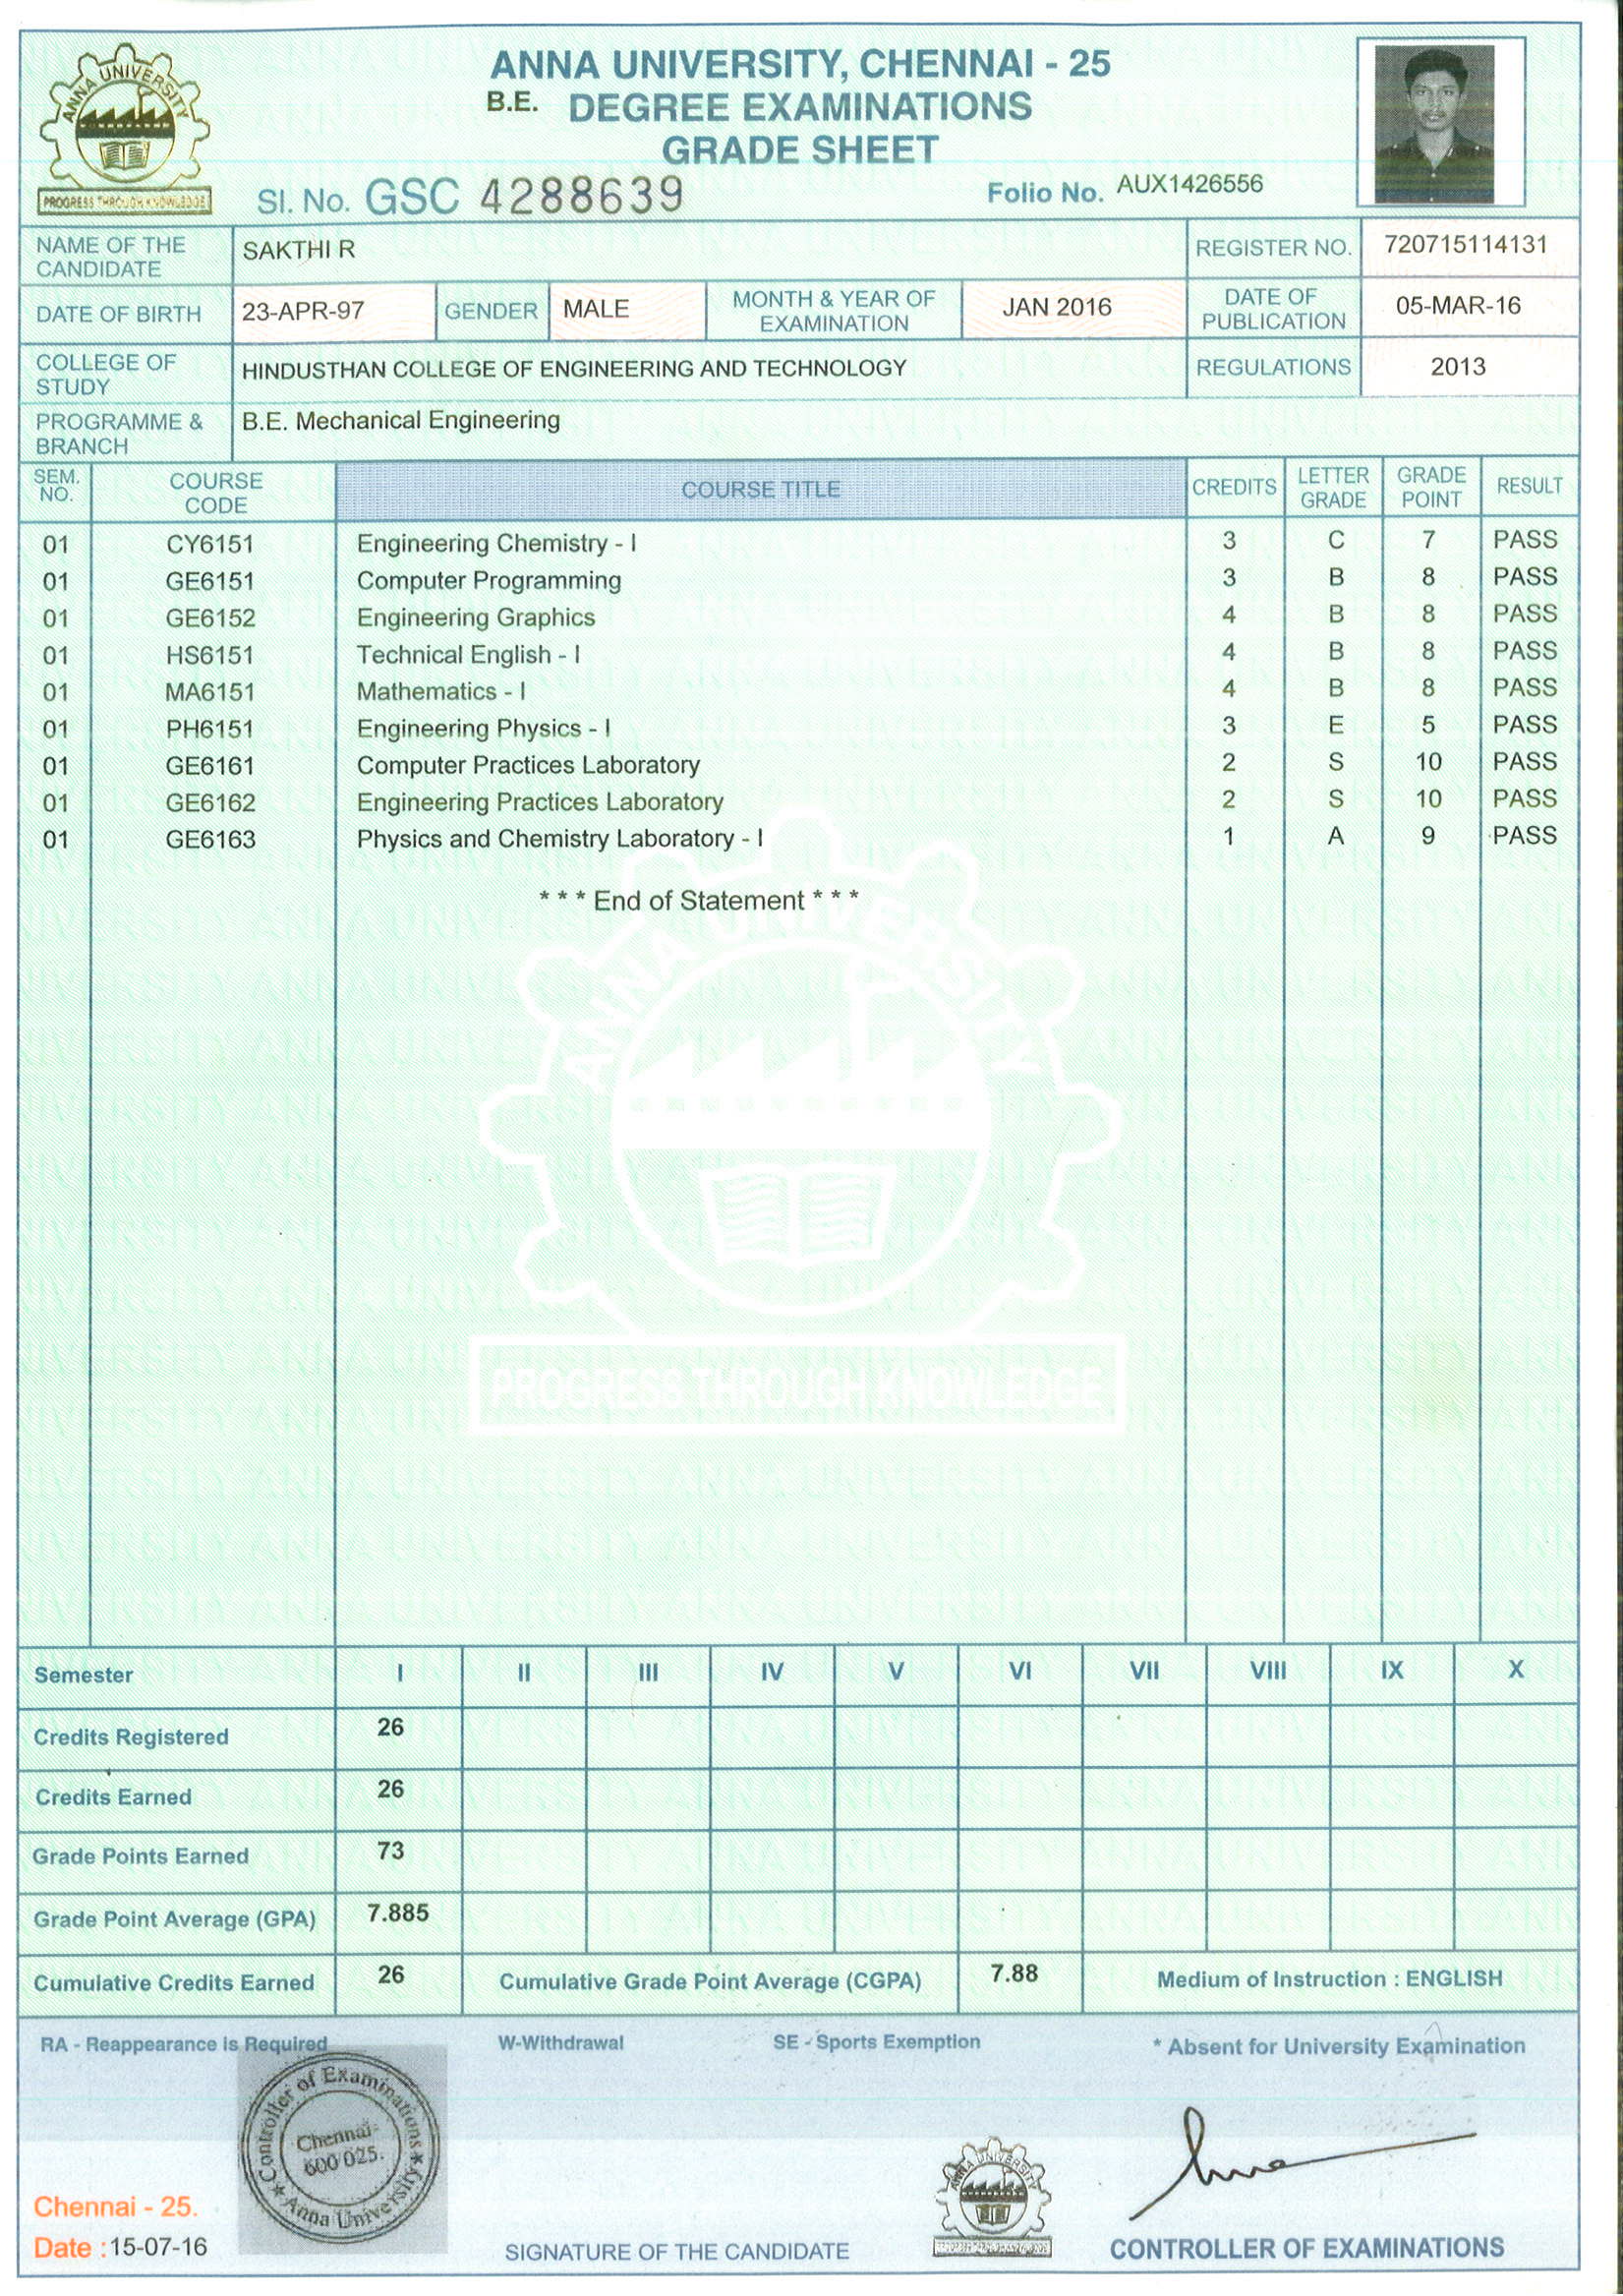 ANNA UNIVERSITY
PROGRESS THROUGH KNOWLEDGE
ANNA UNIVERSITY, CHENNAI - 25
B.E. DEGREE EXAMINATIONS
GRADE SHEET
SI. No. GSC 4288639
Folio No. AUX1426556
NAME OF THE CANDIDATE SAKTHI R REGISTER NO. 720715114131
DATE OF BIRTH 23-APR-97 GENDER MALE MONTH & YEAR OF EXAMINATION JAN 2016 DATE OF PUBLICATION 05-MAR-16
COLLEGE OF STUDY HINDUSTHAN COLLEGE OF ENGINEERING AND TECHNOLOGY REGULATIONS 2013
PROGRAMME & BRANCH B.E. Mechanical Engineering
SEM. NO. COURSE CODE COURSE TITLE CREDITS LETTER GRADE GRADE POINT RESULT
01 CY6151 Engineering Chemistry - I 3 C 7 PASS
01 GE6151 Computer Programming 3 B 8 PASS
01 GE6152 Engineering Graphics 4 B 8 PASS
01 HS6151 Technical English - I 4 B 8 PASS
01 MA6151 Mathematics - I 4 B 8 PASS
01 PH6151 Engineering Physics - I 3 E 5 PASS
01 GE6161 Computer Practices Laboratory 2 S 10 PASS
01 GE6162 Engineering Practices Laboratory 2 S 10 PASS
01 GE6163 Physics and Chemistry Laboratory - I 1 A 9 PASS
* * * End of Statement * * *
ANNA UNIVERSITY
PROGRESS THROUGH KNOWLEDGE
Semester I II III IV V VI VII VIII IX X
Credits Registered 26
Credits Earned 26
Grade Points Earned 73
Grade Point Average (GPA) 7.885
Cumulative Credits Earned 26 Cumulative Grade Point Average (CGPA) 7.88 Medium of Instruction : ENGLISH
RA - Reappearance is Required W-Withdrawal SE - Sports Exemption * Absent for University Examination
Controller of Examinations
Chennai-
600 025.
Anna University
Chennai - 25.
Date : 15-07-16
SIGNATURE OF THE CANDIDATE
ANNA UNIVERSITY
CONTROLLER OF EXAMINATIONS